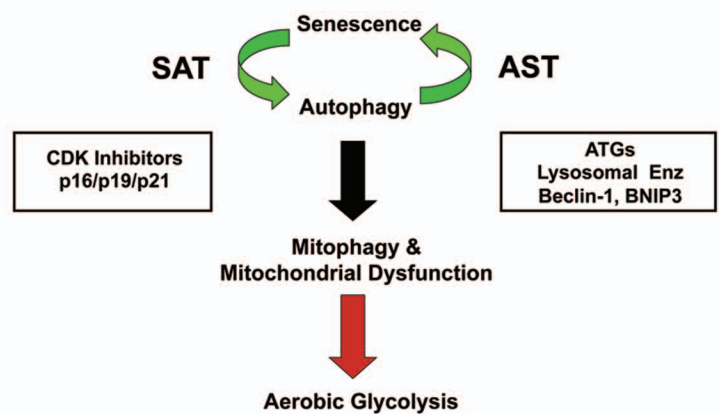 Senescence
SAT
AST
Autophagy
CDK Inhibitors
p16/p19/p21
ATGs
Lysosomal Enz
Beclin-1, BNIP3
Mitophagy &
Mitochondrial Dysfunction
Aerobic Glycolysis